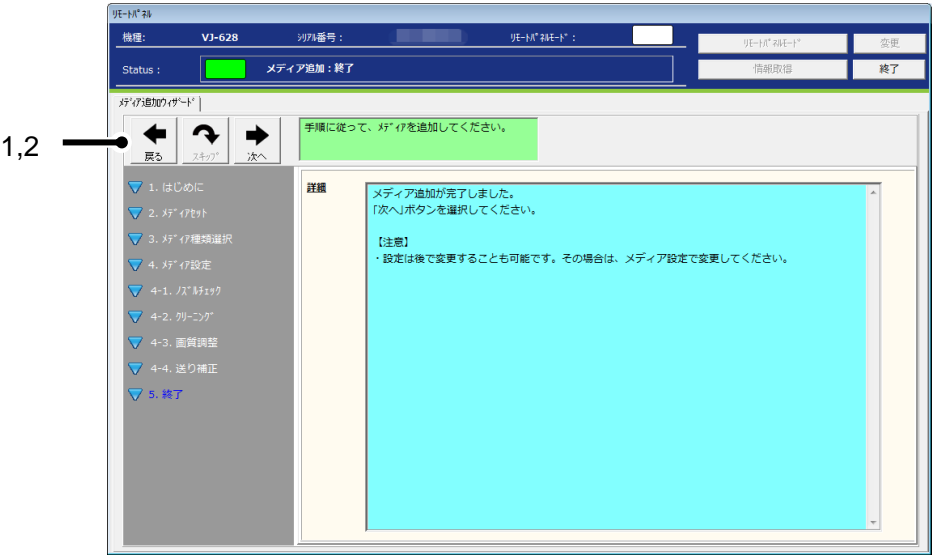 ﾘﾓｰﾄﾊﾟﾈﾙ
機種: VJ-628 ｼﾘｱﾙ番号: ﾘﾓｰﾄﾊﾟﾈﾙﾓｰﾄﾞ:
ﾘﾓｰﾄﾊﾟﾈﾙﾓｰﾄﾞ 変更
Status: メディア追加:終了
情報取得 終了
ﾒﾃﾞｨｱ追加ｳｨｻﾞｰﾄﾞ
1,2
戻る ｽｷｯﾌﾟ 次へ
手順に従って、ﾒﾃﾞｨｱを追加してください。
1. はじめに
2. ﾒﾃﾞｨｱｾｯﾄ
3. ﾒﾃﾞｨｱ種類選択
4. ﾒﾃﾞｨｱ設定
4-1. ﾉｽﾞﾙﾁｪｯｸ
4-2. ｸﾘｰﾆﾝｸﾞ
4-3. 画質調整
4-4. 送り補正
5. 終了
詳細
メディア追加が完了しました。
「次へ」ボタンを選択してください。
【注意】
・設定は後で変更することも可能です。その場合は、メディア設定で変更してください。